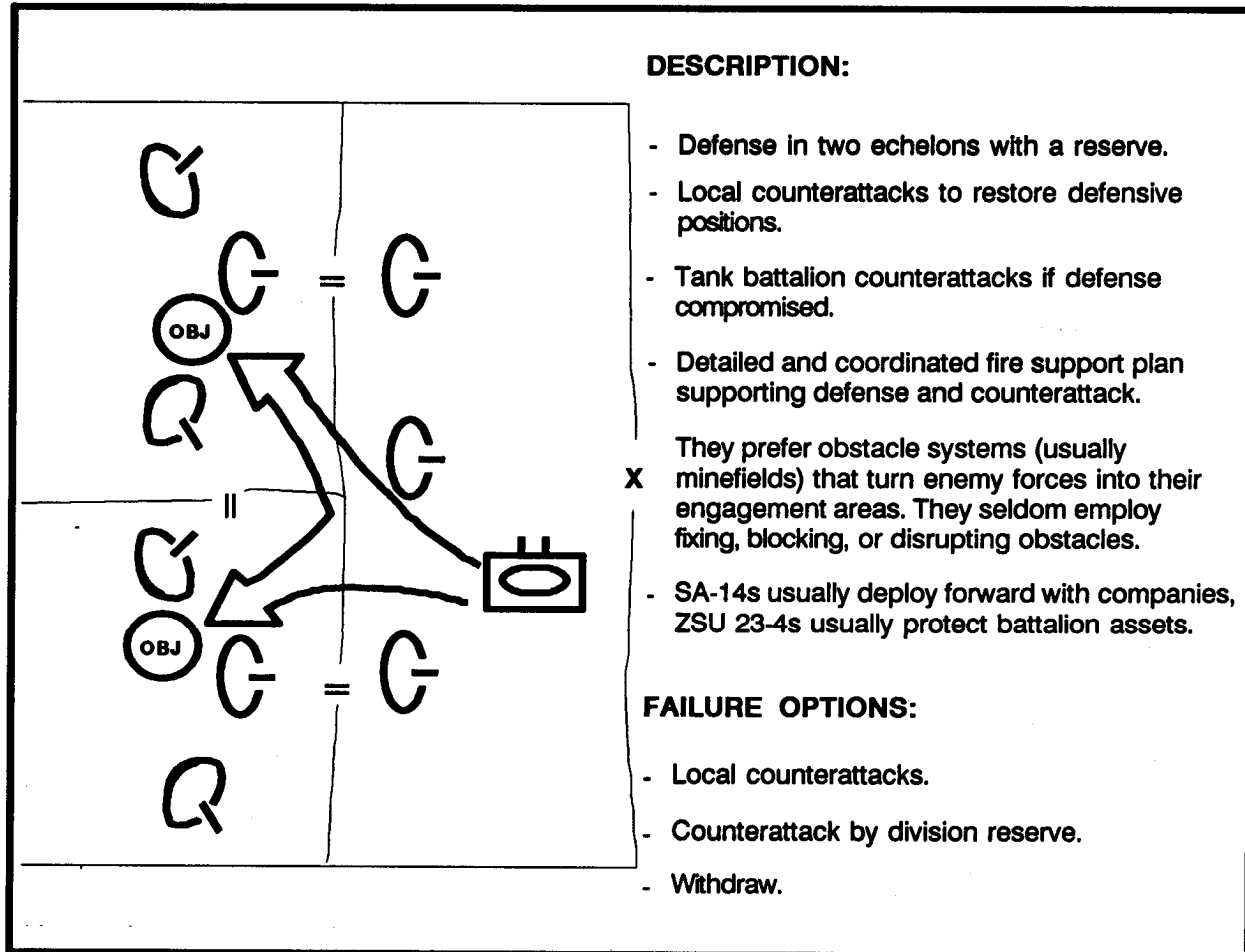 DESCRIPTION:
- Defense in two echelons with a reserve.
- Local counterattacks to restore defensive
positions.
- Tank battalion counterattacks if defense
compromised.
- Detailed and coordinated fire support plan
supporting defense and counterattack.
They prefer obstacle systems (usually
X minefields) that turn enemy forces into their
engagement areas. They seldom employ
fixing, blocking, or disrupting obstacles.
- SA-14s usually deploy forward with companies,
ZSU 23-4s usually protect battalion assets.
FAILURE OPTIONS:
- Local counterattacks.
- Counterattack by division reserve.
- Withdraw.
OBJ
OBJ